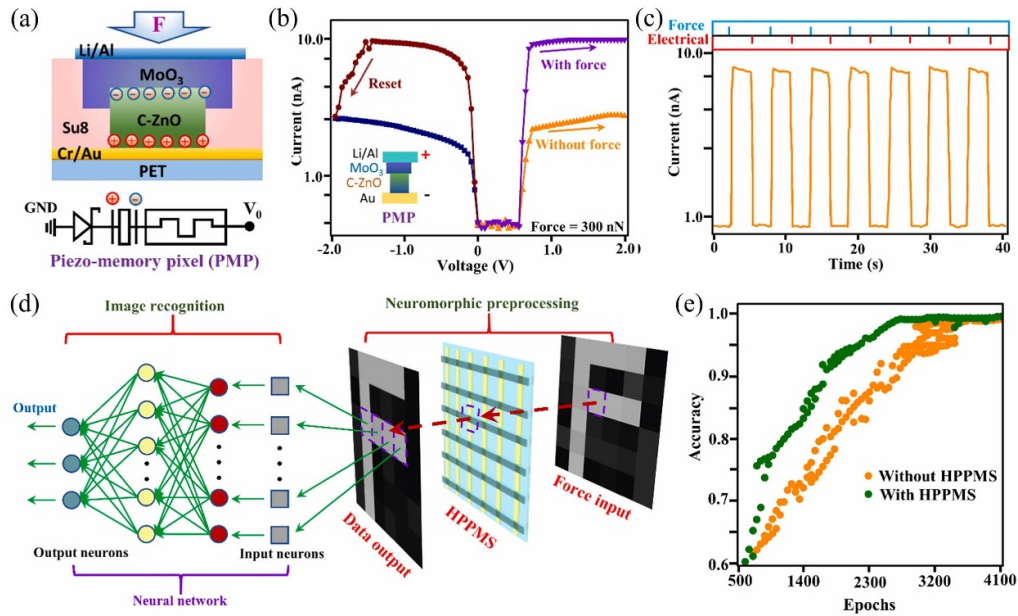 (a)
F
Li/Al
MoO3
C-ZnO
Su8
Cr/Au
PET
GND
V0
Piezo-memory pixel (PMP)
(b)
10.0
1.0
Current (nA)
Reset
With force
Without force
Li/Al
MoO3
C-ZnO
Au
+
-
PMP
Force = 300 nN
-2.0 -1.0 0 1.0 2.0
Voltage (V)
(c)
Force
Electrical
10.0
1.0
Current (nA)
0 10 20 30 40
Time (s)
(d)
Image recognition
Neuromorphic preprocessing
Output
Output neurons
Input neurons
Neural network
Data output
HPPMS
Force input
(e)
1.0
0.9
0.8
0.7
0.6
Accuracy
Without HPPMS
With HPPMS
500 1400 2300 3200 4100
Epochs